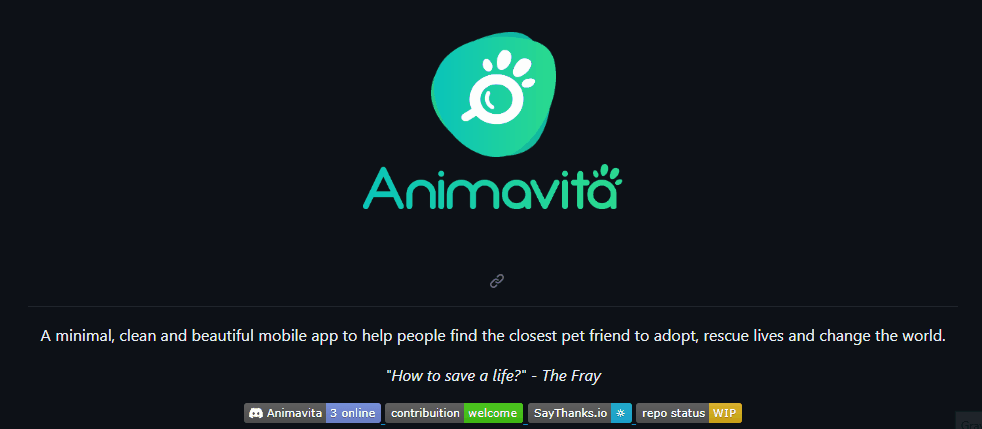 Animavita
A minimal, clean and beautiful mobile app to help people find the closest pet friend to adopt, rescue lives and change the world.
"How to save a life?" - The Fray
Animavita 3 online contribuition welcome SayThanks.io repo status WIP